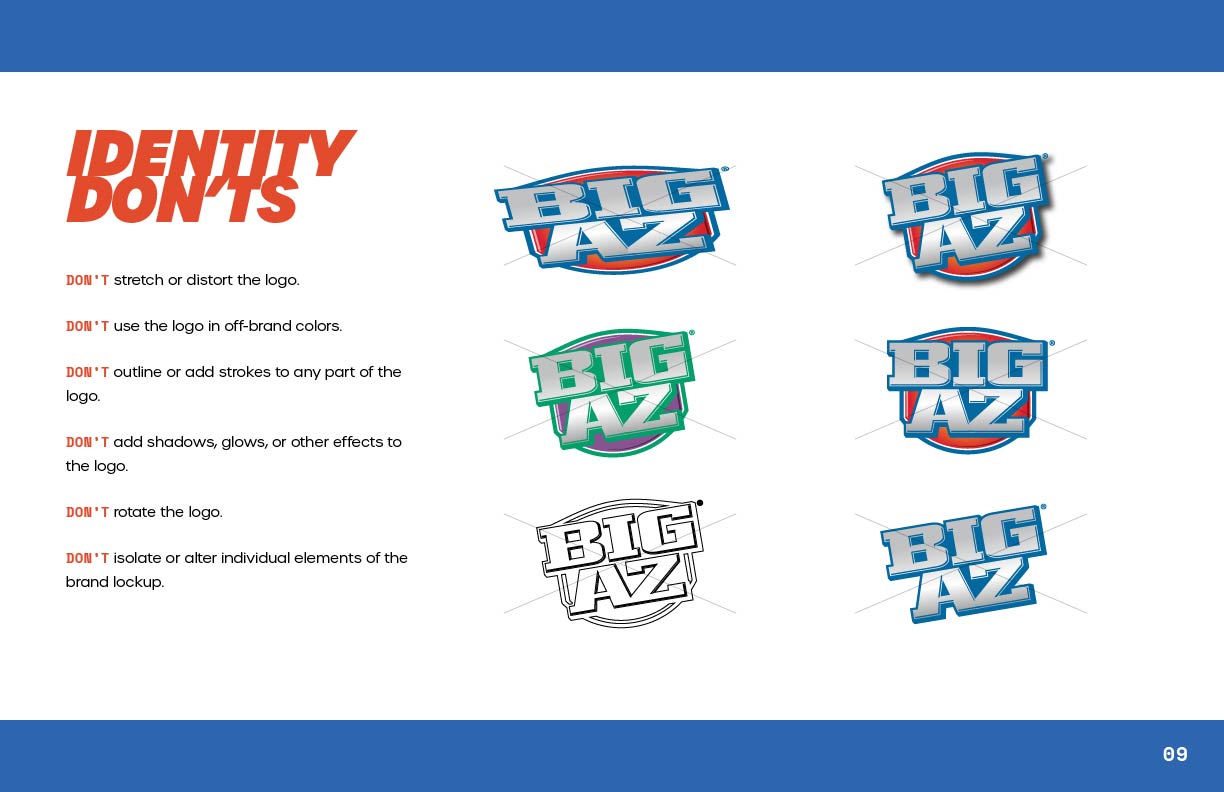 IDENTITY
DON'TS
DON'T stretch or distort the logo.
DON'T use the logo in off-brand colors.
DON'T outline or add strokes to any part of the
logo.
DON'T add shadows, glows, or other effects to
the logo.
DON'T rotate the logo.
DON'T isolate or alter individual elements of the
brand lockup.
BIG®
AZ
BIG®
AZ
BIG®
AZ
BIG®
AZ
BIG
AZ
BIG®
AZ
09